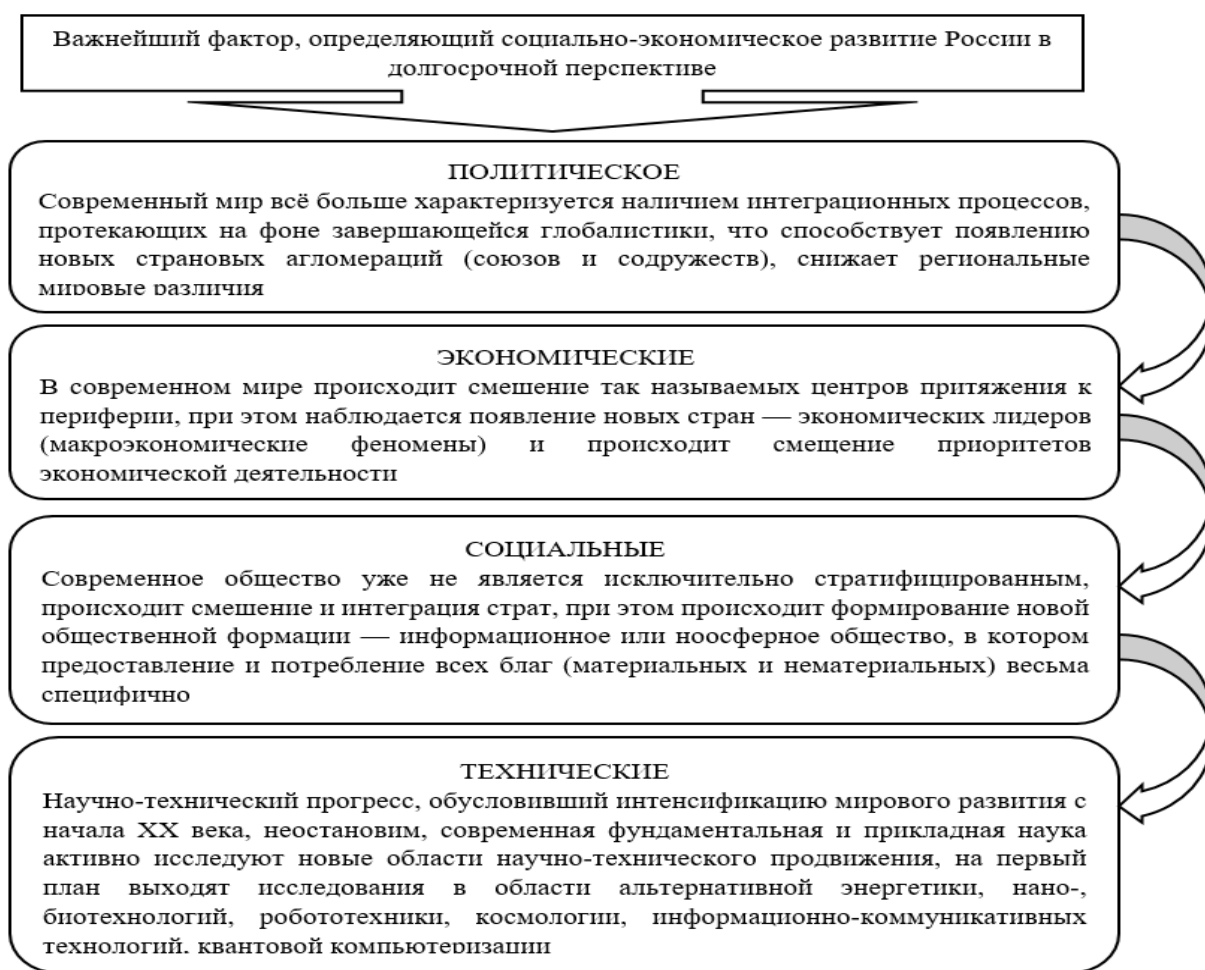 Важнейший фактор, определяющий социально-экономическое развитие России в
долгосрочной перспективе
ПОЛИТИЧЕСКОЕ
Современный мир всё больше характеризуется наличием интеграционных процессов,
протекающих на фоне завершающейся глобалистики, что способствует появлению
новых страновых агломераций (союзов и содружеств), снижает региональные
мировые различия
ЭКОНОМИЧЕСКИЕ
В современном мире происходит смешение так называемых центров притяжения к
периферии, при этом наблюдается появление новых стран — экономических лидеров
(макроэкономические феномены) и происходит смещение приоритетов
экономической деятельности
СОЦИАЛЬНЫЕ
Современное общество уже не является исключительно стратифицированным,
происходит смешение и интеграция страт, при этом происходит формирование новой
общественной формации — информационное или ноосферное общество, в котором
предоставление и потребление всех благ (материальных и нематериальных) весьма
специфично
ТЕХНИЧЕСКИЕ
Научно-технический прогресс, обусловивший интенсификацию мирового развития с
начала XX века, неостановим, современная фундаментальная и прикладная наука
активно исследуют новые области научно-технического продвижения, на первый
план выходят исследования в области альтернативной энергетики, нано-,
биотехнологий, робототехники, космологии, информационно-коммуникативных
технологий, квантовой компьютеризации